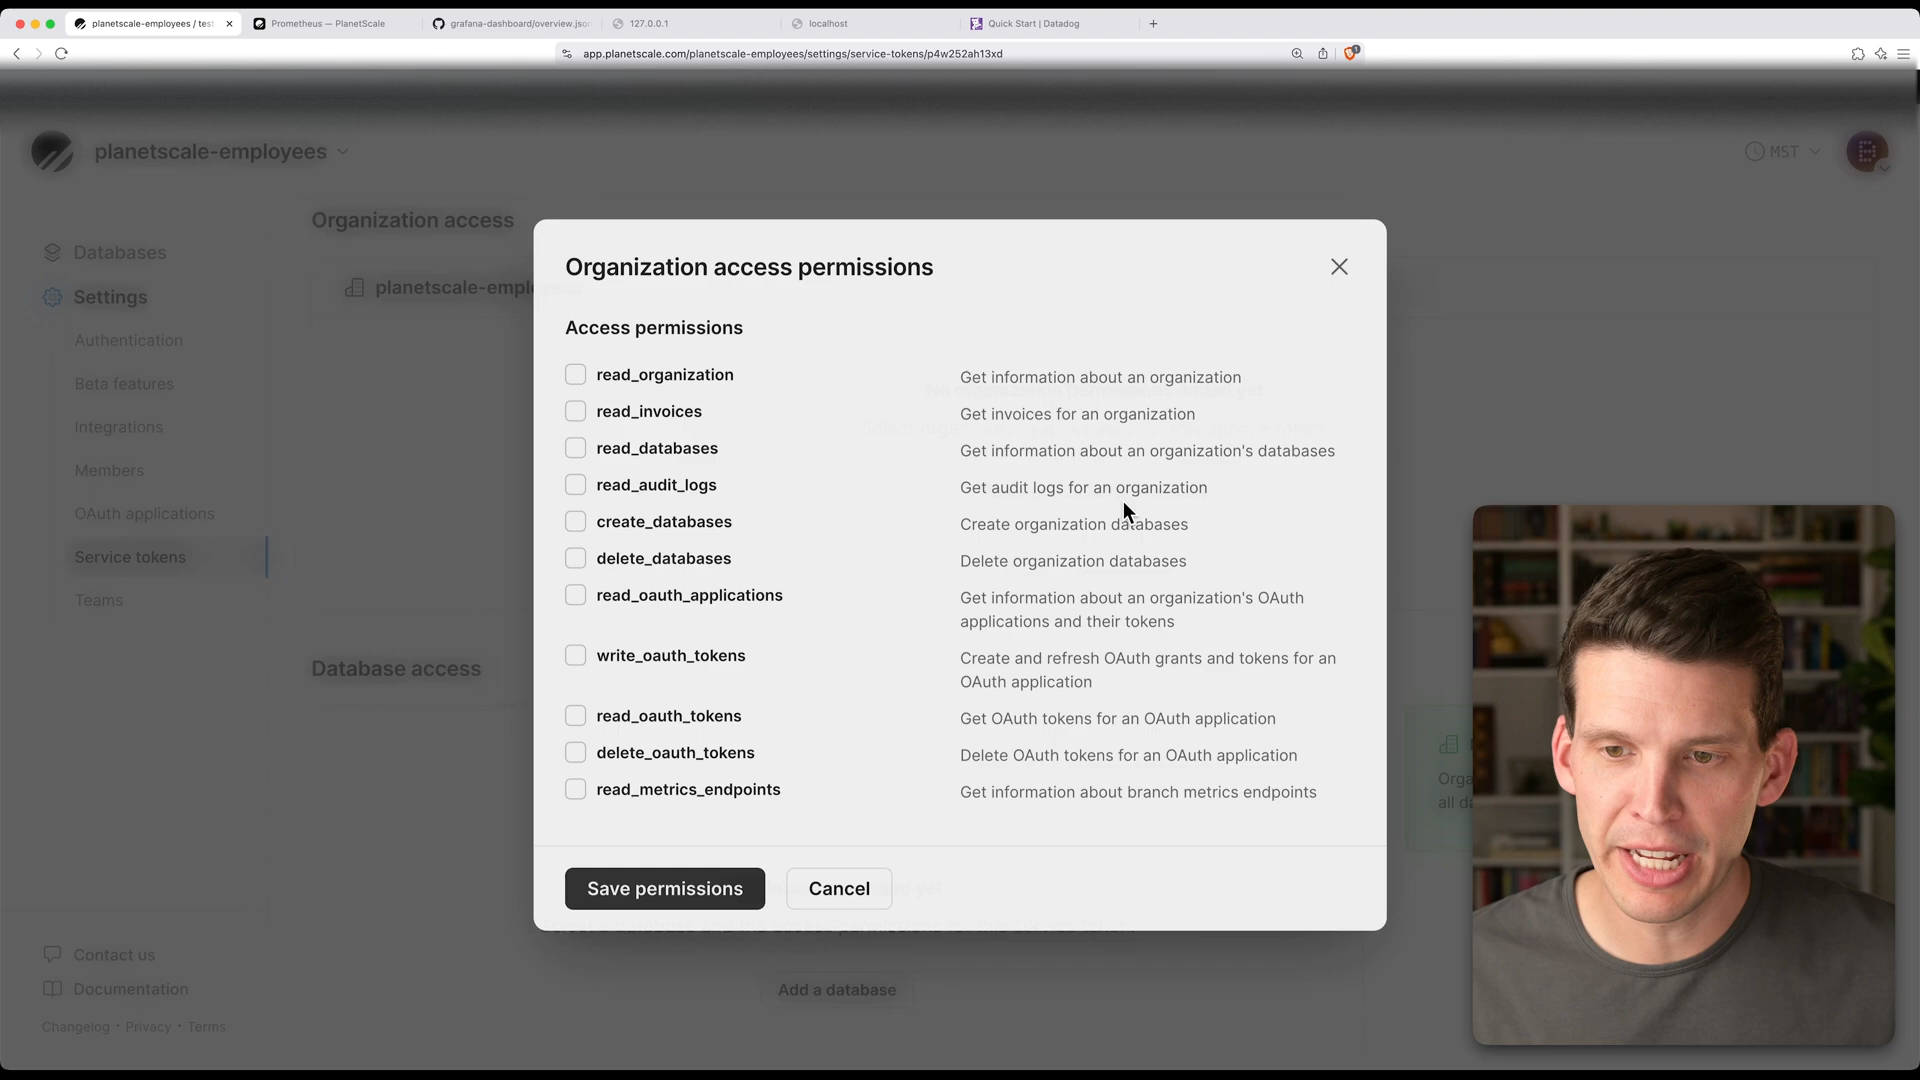 planetscale-employees / test
Prometheus — PlanetScale
grafana-dashboard/overview.json
127.0.0.1
localhost
Quick Start | Datadog
app.planetscale.com/planetscale-employees/settings/service-tokens/p4w252ah13xd
1
planetscale-employees
MST
Databases
Settings
Authentication
Beta features
Integrations
Members
OAuth applications
Service tokens
Teams
Contact us
Documentation
Changelog • Privacy • Terms
Organization access
planetscale-empl
Database access
Add a database
Orga
all da
Organization access permissions
Access permissions
read_organization Get information about an organization
read_invoices Get invoices for an organization
read_databases Get information about an organization's databases
read_audit_logs Get audit logs for an organization
create_databases Create organization databases
delete_databases Delete organization databases
read_oauth_applications Get information about an organization's OAuth
applications and their tokens
write_oauth_tokens Create and refresh OAuth grants and tokens for an
OAuth application
read_oauth_tokens Get OAuth tokens for an OAuth application
delete_oauth_tokens Delete OAuth tokens for an OAuth application
read_metrics_endpoints Get information about branch metrics endpoints
Save permissions
Cancel